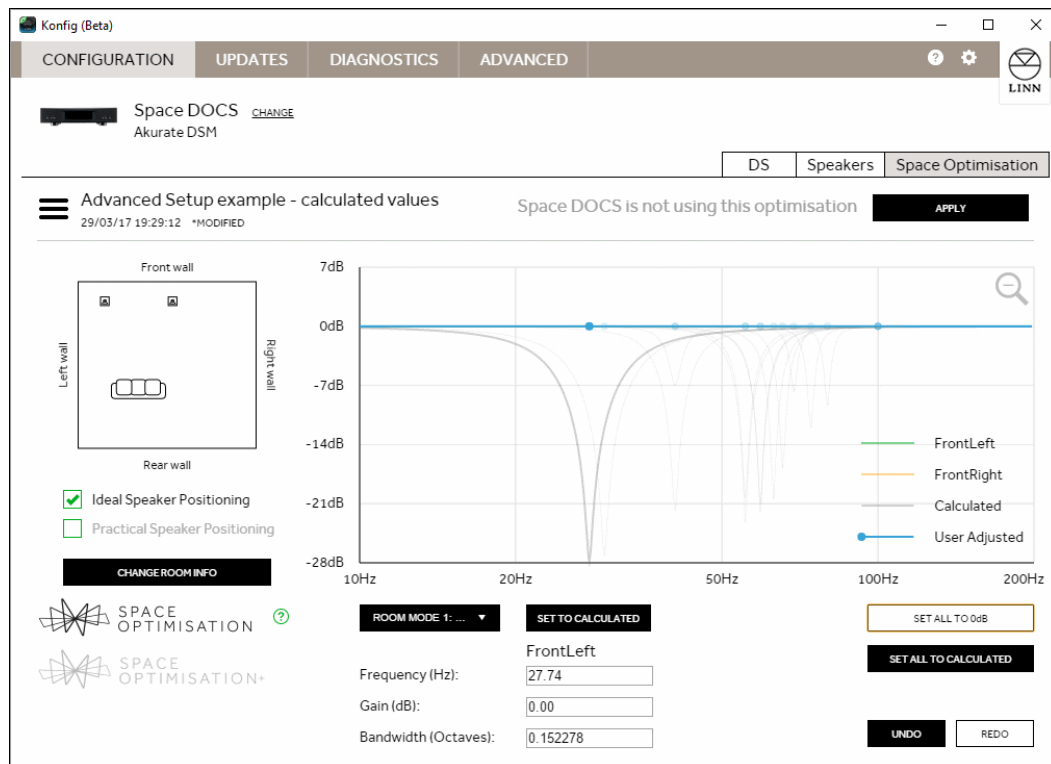 Konfig (Beta)
CONFIGURATION UPDATES DIAGNOSTICS ADVANCED ?
LINN
Space DOCS CHANGE
Akurate DSM
DS Speakers Space Optimisation
Advanced Setup example - calculated values
29/03/17 19:29:12 *MODIFIED
Space DOCS is not using this optimisation APPLY
Front wall
Left wall
Right wall
Rear wall
Ideal Speaker Positioning
Practical Speaker Positioning
CHANGE ROOM INFO
SPACE
OPTIMISATION ?
SPACE
OPTIMISATION+
7dB
0dB
-7dB
-14dB
-21dB
-28dB
10Hz 20Hz 50Hz 100Hz 200Hz
FrontLeft
FrontRight
Calculated
User Adjusted
ROOM MODE 1: ... ▼ SET TO CALCULATED SET ALL TO 0dB
SET ALL TO CALCULATED
FrontLeft
Frequency (Hz): 27.74
Gain (dB): 0.00
Bandwidth (Octaves): 0.152278
UNDO REDO